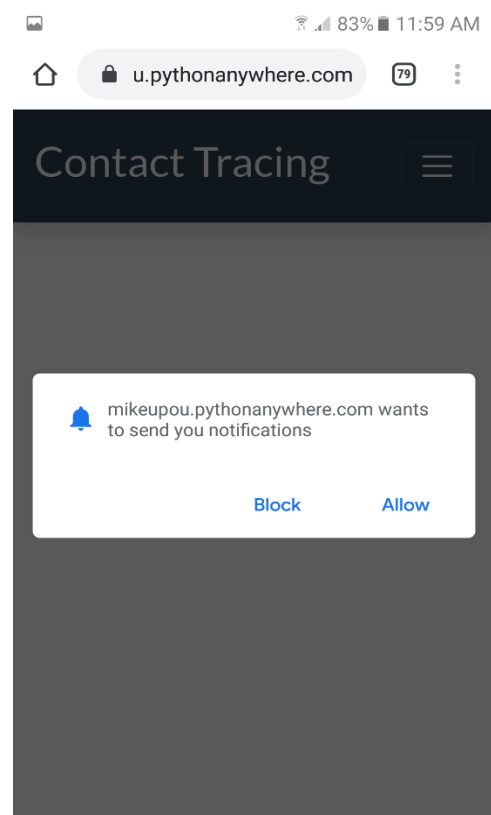 83% 11:59 AM
u.pythonanywhere.com 79
Contact Tracing
mikeupou.pythonanywhere.com wants
to send you notifications
Block Allow